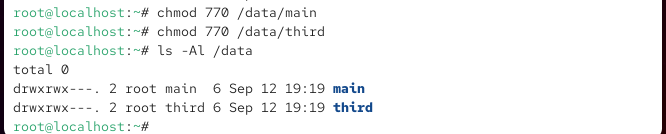 root@localhost:~# chmod 770 /data/main
root@localhost:~# chmod 770 /data/third
root@localhost:~# ls -Al /data
total 0
drwxrwx---. 2 root main  6 Sep 12 19:19 main
drwxrwx---. 2 root third 6 Sep 12 19:19 third
root@localhost:~#